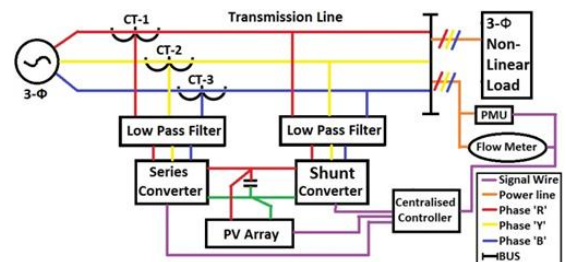 Transmission Line
CT-1
CT-2
CT-3
3-Φ
3-Φ
Non-
Linear
Load
PMU
Flow Meter
Low Pass Filter
Low Pass Filter
Series
Converter
Shunt
Converter
PV Array
Centralised
Controller
Signal Wire
Power line
Phase 'R'
Phase 'Y'
Phase 'B'
BUS